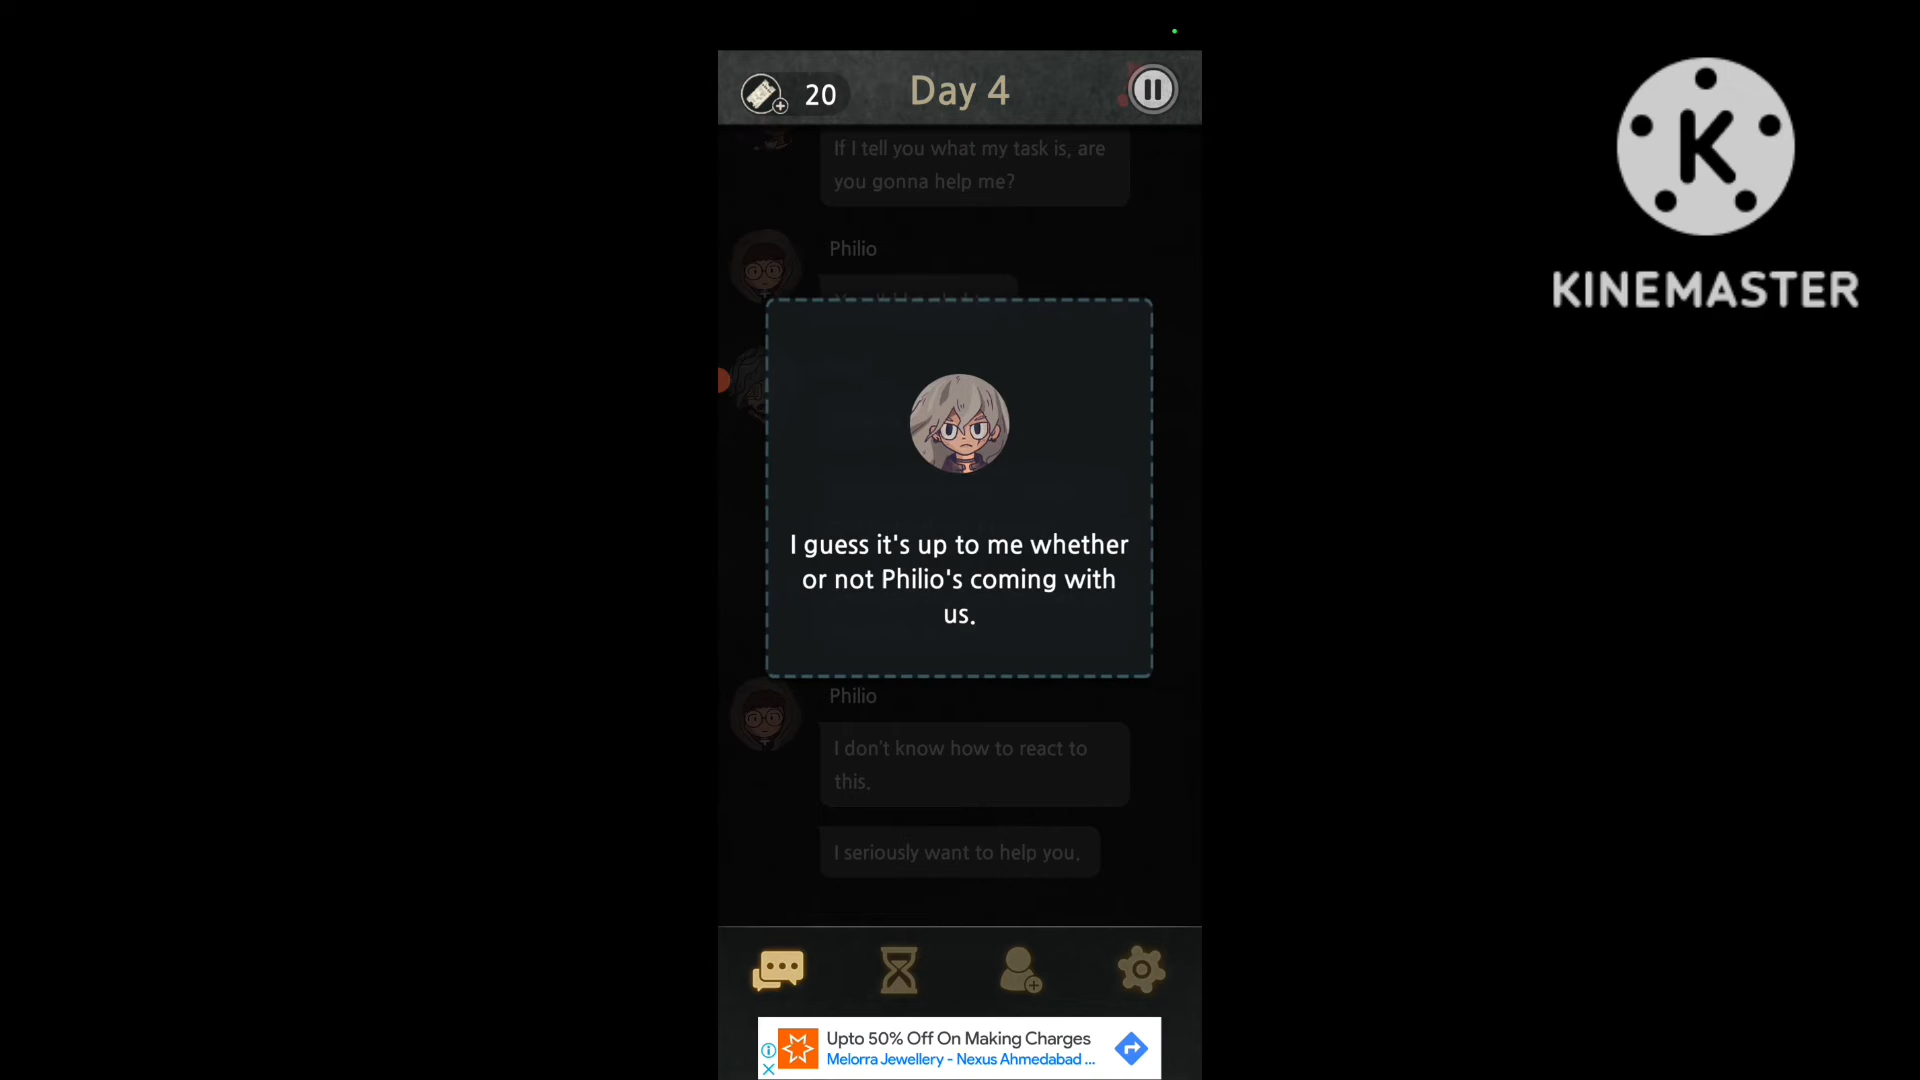 20
Day 4
K
KINEMASTER
If I tell you what my task is, are
you gonna help me?
Philio
I guess it's up to me whether
or not Philio's coming with
us.
Philio
I don't know how to react to
this.
I seriously want to help you.
Upto 50% Off On Making Charges
Melorra Jewellery - Nexus Ahmedabad ...